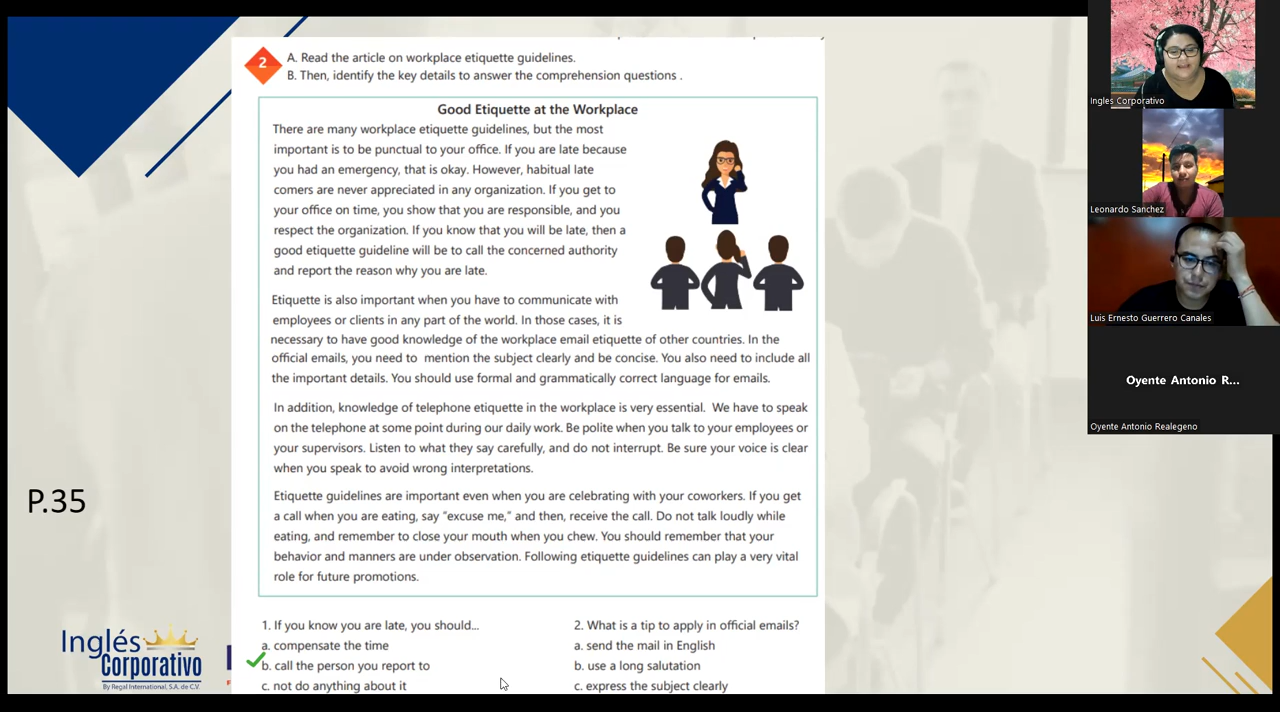 2
A. Read the article on workplace etiquette guidelines.
B. Then, identify the key details to answer the comprehension questions .
Good Etiquette at the Workplace
There are many workplace etiquette guidelines, but the most
important is to be punctual to your office. If you are late because
you had an emergency, that is okay. However, habitual late
comers are never appreciated in any organization. If you get to
your office on time, you show that you are responsible, and you
respect the organization. If you know that you will be late, then a
good etiquette guideline will be to call the concerned authority
and report the reason why you are late.
Etiquette is also important when you have to communicate with
employees or clients in any part of the world. In those cases, it is
necessary to have good knowledge of the workplace email etiquette of other countries. In the
official emails, you need to mention the subject clearly and be concise. You also need to include all
the important details. You should use formal and grammatically correct language for emails.
In addition, knowledge of telephone etiquette in the workplace is very essential. We have to speak
on the telephone at some point during our daily work. Be polite when you talk to your employees or
your supervisors. Listen to what they say carefully, and do not interrupt. Be sure your voice is clear
when you speak to avoid wrong interpretations.
Etiquette guidelines are important even when you are celebrating with your coworkers. If you get
a call when you are eating, say “excuse me,” and then, receive the call. Do not talk loudly while
eating, and remember to close your mouth when you chew. You should remember that your
behavior and manners are under observation. Following etiquette guidelines can play a very vital
role for future promotions.
1. If you know you are late, you should...
a. compensate the time
b. call the person you report to
c. not do anything about it
2. What is a tip to apply in official emails?
a. send the mail in English
b. use a long salutation
c. express the subject clearly
P.35
Inglés
Corporativo
By Regal International, S.A. de C.V.
Ingles Corporativo
Leonardo Sanchez
Luis Ernesto Guerrero Canales
Oyente Antonio R...
Oyente Antonio Realegeno